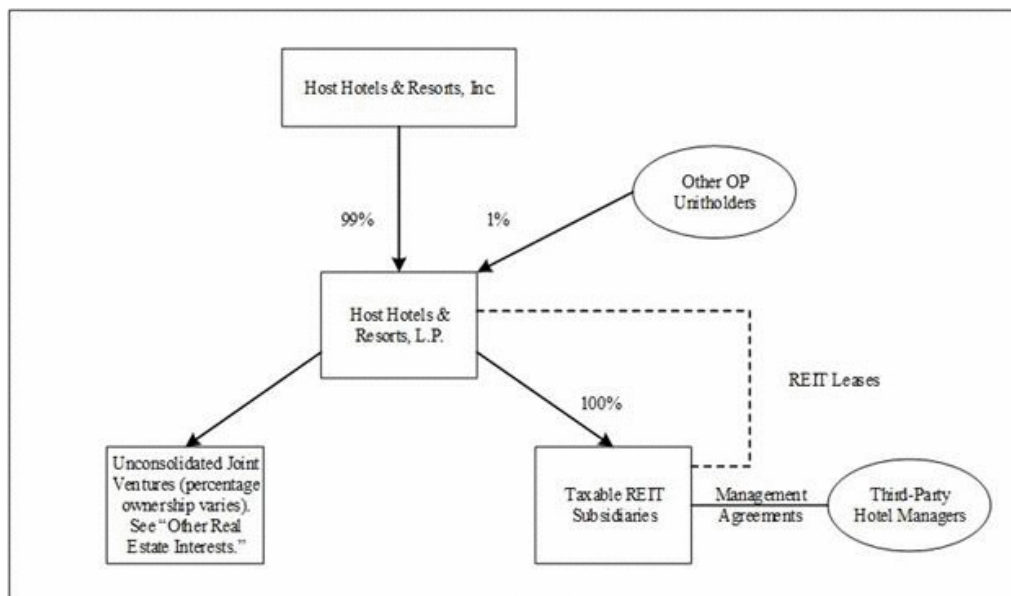 Host Hotels & Resorts, Inc.
Other OP
Unitholders
99%
1%
Host Hotels &
Resorts, L.P.
REIT Leases
100%
Unconsolidated Joint
Ventures (percentage
ownership varies).
See “Other Real
Estate Interests.”
Taxable REIT
Subsidiaries
Management
Agreements
Third-Party
Hotel Managers